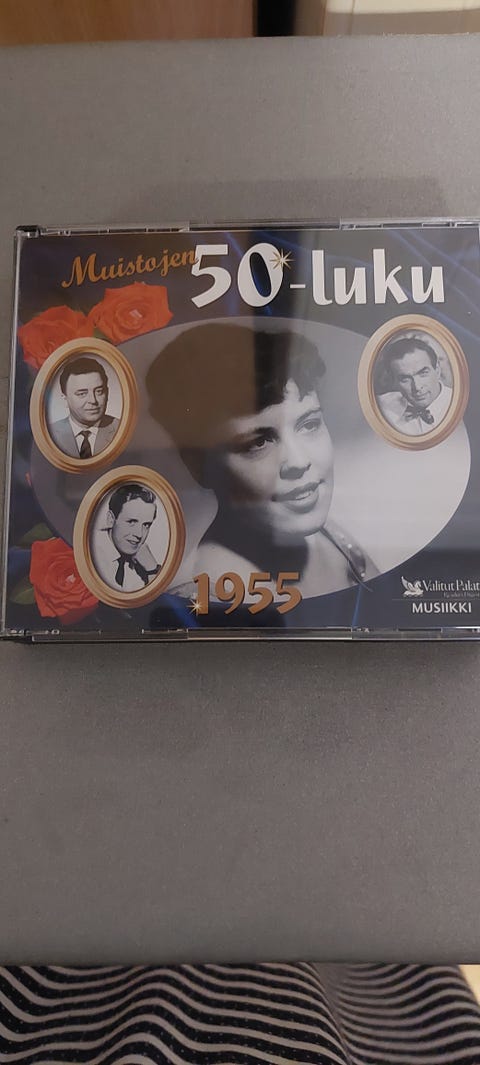 Muistojen
50-luku
1955
Valitut Palat
MUSIIKKI